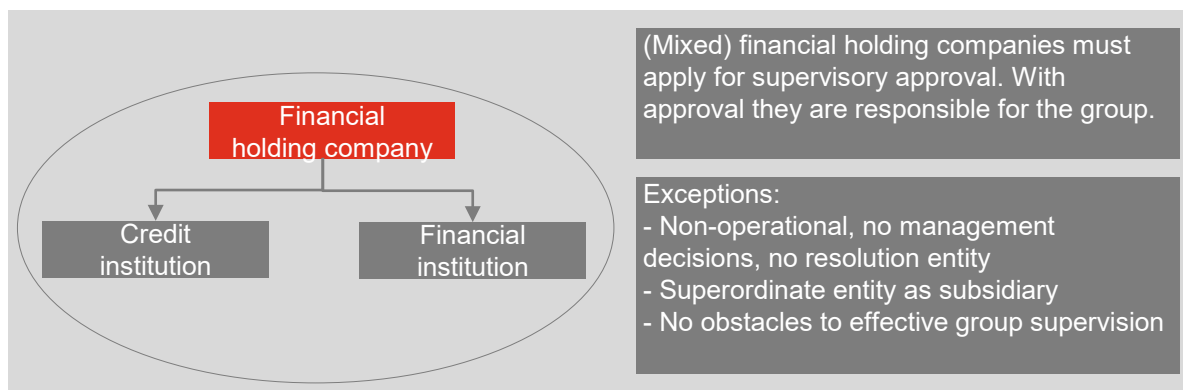 Financial
holding company
Credit
institution
Financial
institution
(Mixed) financial holding companies must
apply for supervisory approval. With
approval they are responsible for the group.
Exceptions:
- Non-operational, no management
decisions, no resolution entity
- Superordinate entity as subsidiary
- No obstacles to effective group supervision